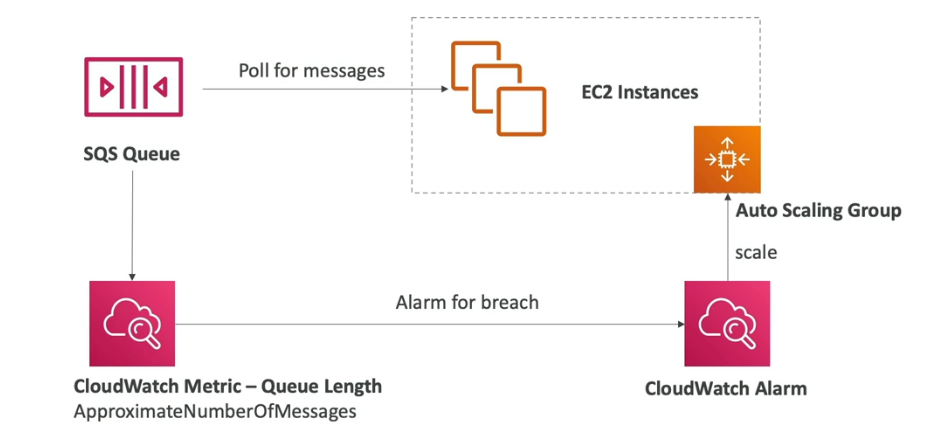 Poll for messages
EC2 Instances
SQS Queue
Auto Scaling Group
scale
Alarm for breach
CloudWatch Metric – Queue Length
ApproximateNumberOfMessages
CloudWatch Alarm